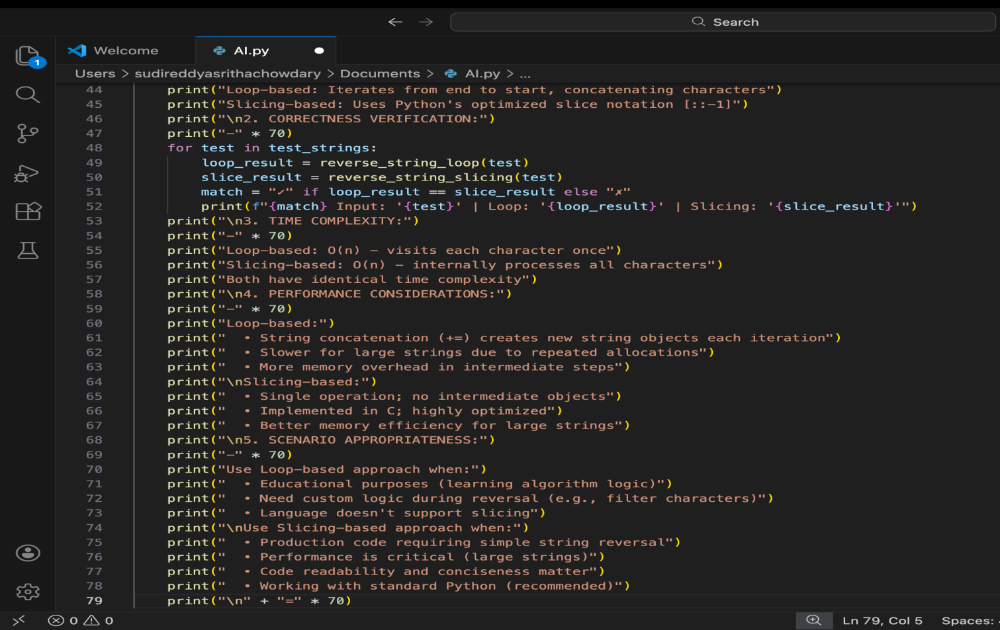 Search
1
Welcome
AI.py
Users > sudireddyasrithachowdary > Documents > AI.py > ...
44 print("Loop-based: Iterates from end to start, concatenating characters")
45 print("Slicing-based: Uses Python's optimized slice notation [::-1]")
46 print("\n2. CORRECTNESS VERIFICATION:")
47 print("-" * 70)
48 for test in test_strings:
49 loop_result = reverse_string_loop(test)
50 slice_result = reverse_string_slicing(test)
51 match = "✓" if loop_result == slice_result else "✗"
52 print(f"{match} Input: '{test}' | Loop: '{loop_result}' | Slicing: '{slice_result}'")
53 print("\n3. TIME COMPLEXITY:")
54 print("-" * 70)
55 print("Loop-based: O(n) - visits each character once")
56 print("Slicing-based: O(n) - internally processes all characters")
57 print("Both have identical time complexity")
58 print("\n4. PERFORMANCE CONSIDERATIONS:")
59 print("-" * 70)
60 print("Loop-based:")
61 print("  • String concatenation (+=) creates new string objects each iteration")
62 print("  • Slower for large strings due to repeated allocations")
63 print("  • More memory overhead in intermediate steps")
64 print("\nSlicing-based:")
65 print("  • Single operation; no intermediate objects")
66 print("  • Implemented in C; highly optimized")
67 print("  • Better memory efficiency for large strings")
68 print("\n5. SCENARIO APPROPRIATENESS:")
69 print("-" * 70)
70 print("Use Loop-based approach when:")
71 print("  • Educational purposes (learning algorithm logic)")
72 print("  • Need custom logic during reversal (e.g., filter characters)")
73 print("  • Language doesn't support slicing")
74 print("\nUse Slicing-based approach when:")
75 print("  • Production code requiring simple string reversal")
76 print("  • Performance is critical (large strings)")
77 print("  • Code readability and conciseness matter")
78 print("  • Working with standard Python (recommended)")
79 print("\n" + "=" * 70)
0 0 Ln 79, Col 5 Spaces: